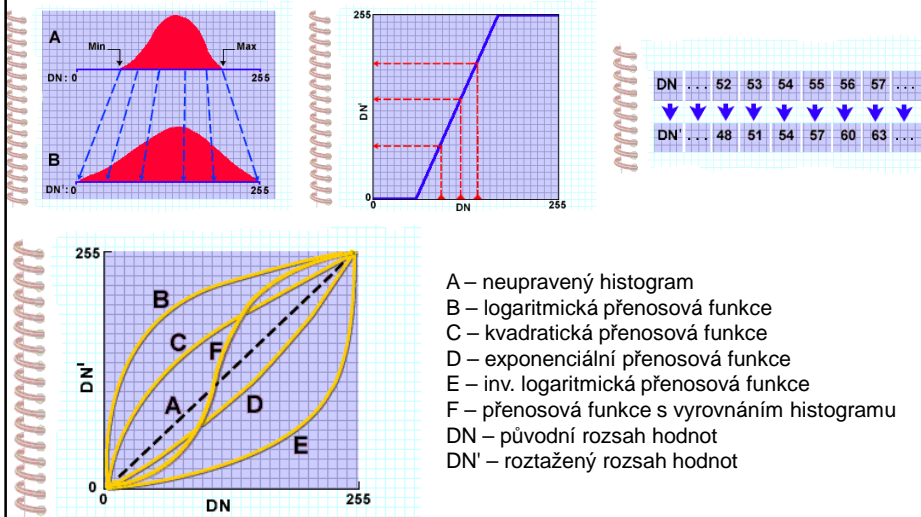 A
Min
Max
DN : 0
255
B
DN': 0
255
255
DN'
0
0
DN
255
DN ... 52 53 54 55 56 57 ...
DN' ... 48 51 54 57 60 63 ...
255
B
C
F
DN'
A
D
E
0
0
DN
255
A – neupravený histogram
B – logaritmická přenosová funkce
C – kvadratická přenosová funkce
D – exponenciální přenosová funkce
E – inv. logaritmická přenosová funkce
F – přenosová funkce s vyrovnáním histogramu
DN – původní rozsah hodnot
DN' – roztažený rozsah hodnot